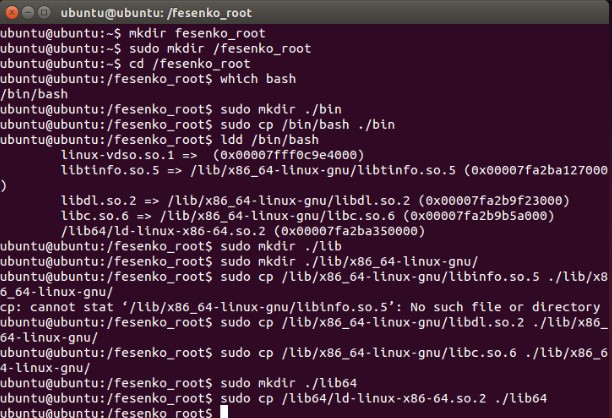 ubuntu@ubuntu: /fesenko_root
ubuntu@ubuntu:~$ mkdir fesenko_root
ubuntu@ubuntu:~$ sudo mkdir /fesenko_root
ubuntu@ubuntu:~$ cd /fesenko_root
ubuntu@ubuntu:/fesenko_root$ which bash
/bin/bash
ubuntu@ubuntu:/fesenko_root$ sudo mkdir ./bin
ubuntu@ubuntu:/fesenko_root$ sudo cp /bin/bash ./bin
ubuntu@ubuntu:/fesenko_root$ ldd /bin/bash
linux-vdso.so.1 =>  (0x00007fff0c9e4000)
libtinfo.so.5 => /lib/x86_64-linux-gnu/libtinfo.so.5 (0x00007fa2ba127000
)
libdl.so.2 => /lib/x86_64-linux-gnu/libdl.so.2 (0x00007fa2b9f23000)
libc.so.6 => /lib/x86_64-linux-gnu/libc.so.6 (0x00007fa2b9b5a000)
/lib64/ld-linux-x86-64.so.2 (0x00007fa2ba350000)
ubuntu@ubuntu:/fesenko_root$ sudo mkdir ./lib
ubuntu@ubuntu:/fesenko_root$ sudo mkdir ./lib/x86_64-linux-gnu/
ubuntu@ubuntu:/fesenko_root$ sudo cp /lib/x86_64-linux-gnu/libinfo.so.5 ./lib/x8
6_64-linux-gnu/
cp: cannot stat ‘/lib/x86_64-linux-gnu/libinfo.so.5’: No such file or directory
ubuntu@ubuntu:/fesenko_root$ sudo cp /lib/x86_64-linux-gnu/libdl.so.2 ./lib/x86_
64-linux-gnu/
ubuntu@ubuntu:/fesenko_root$ sudo cp /lib/x86_64-linux-gnu/libc.so.6 ./lib/x86_6
4-linux-gnu/
ubuntu@ubuntu:/fesenko_root$ sudo mkdir ./lib64
ubuntu@ubuntu:/fesenko_root$ sudo cp /lib64/ld-linux-x86-64.so.2 ./lib64
ubuntu@ubuntu:/fesenko_root$